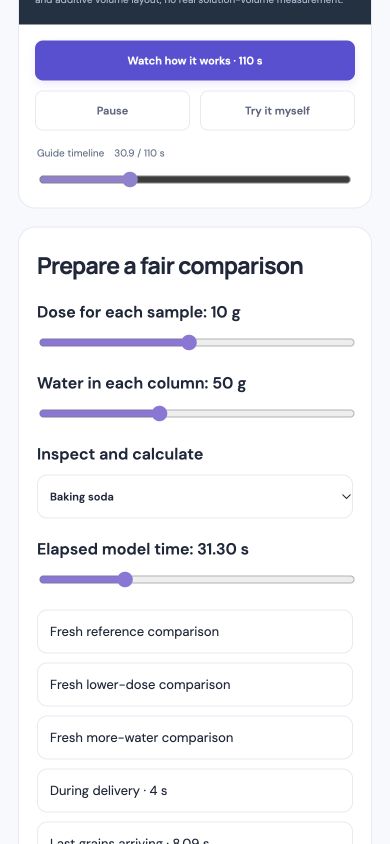 and additive volume layout, no real solution-volume measurement.
Watch how it works · 110 s
Pause
Try it myself
Guide timeline 30.9 / 110 s
Prepare a fair comparison
Dose for each sample: 10 g
Water in each column: 50 g
Inspect and calculate
Baking soda
Elapsed model time: 31.30 s
Fresh reference comparison
Fresh lower-dose comparison
Fresh more-water comparison
During delivery · 4 s
Last grains arriving · 8.09 s